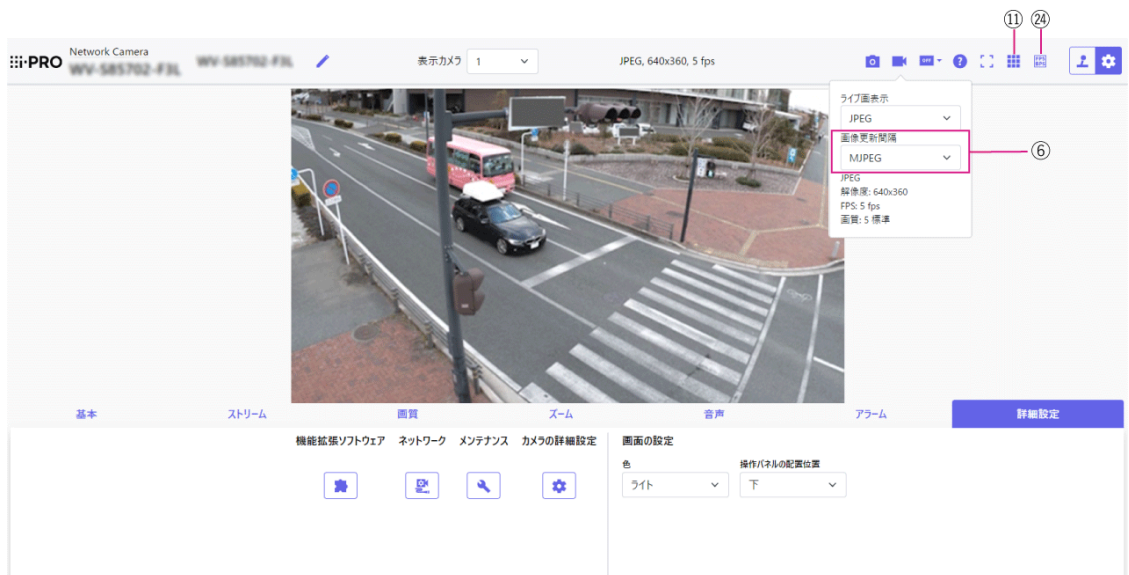 ⑪ ㉔
i-PRO Network Camera
表示カメラ 1
JPEG, 640x360, 5 fps
ライブ画表示
JPEG
画像更新間隔
MJPEG
⑥
JPEG
解像度: 640x360
FPS: 5 fps
画質: 5 標準
基本 ストリーム 画質 ズーム 音声 アラーム 詳細設定
機能拡張ソフトウェア ネットワーク メンテナンス カメラの詳細設定 画面の設定
色 操作パネルの配置位置
ライト 下